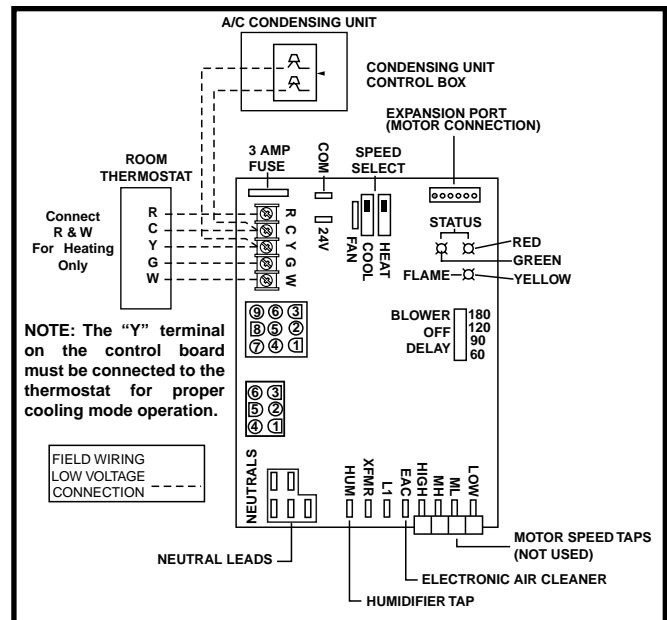 A/C CONDENSING UNIT
CONDENSING UNIT
CONTROL BOX
EXPANSION PORT
(MOTOR CONNECTION)
3 AMP
FUSE
COM
SPEED
SELECT
ROOM
THERMOSTAT
Connect
R & W
For Heating
Only
R
C
Y
G
W
R
C
Y
G
W
24V
FAN
COOL
HEAT
STATUS
RED
GREEN
FLAME
YELLOW
BLOWER
OFF
DELAY
180
120
90
60
9 6 3
8 5 2
7 4 1
NOTE: The “Y” terminal
on the control board
must be connected to the
thermostat for proper
cooling mode operation.
6 3
5 2
4 1
FIELD WIRING
LOW VOLTAGE
CONNECTION
NEUTRALS
HUM
XFMR
L1
EAC
HIGH
MH
ML
LOW
MOTOR SPEED TAPS
(NOT USED)
NEUTRAL LEADS
ELECTRONIC AIR CLEANER
HUMIDIFIER TAP